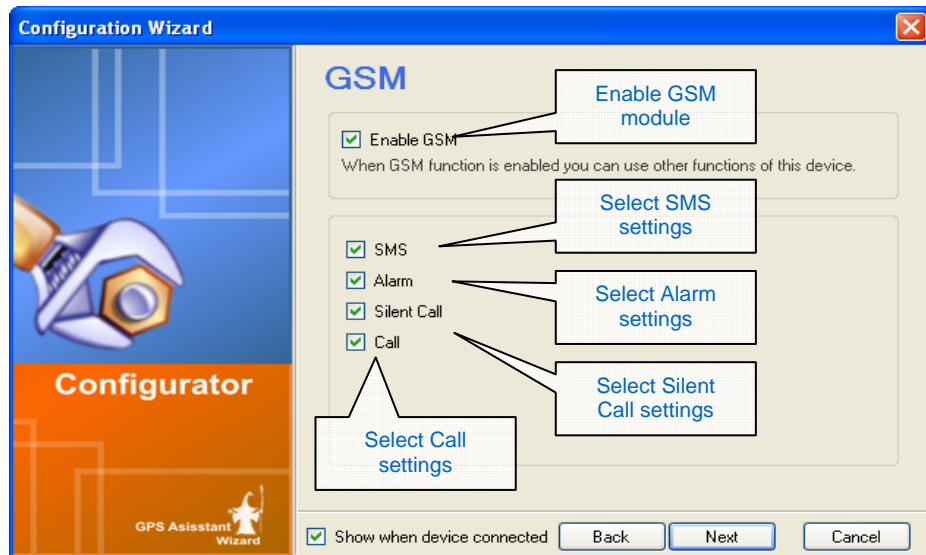 Configuration Wizard
GSM
Enable GSM
module
Enable GSM
When GSM function is enabled you can use other functions of this device.
Select SMS
settings
SMS
Alarm
Select Alarm
settings
Silent Call
Call
Select Silent
Call settings
Configurator
Select Call
settings
GPS Asisstant
Wizard
Show when device connected
Back
Next
Cancel